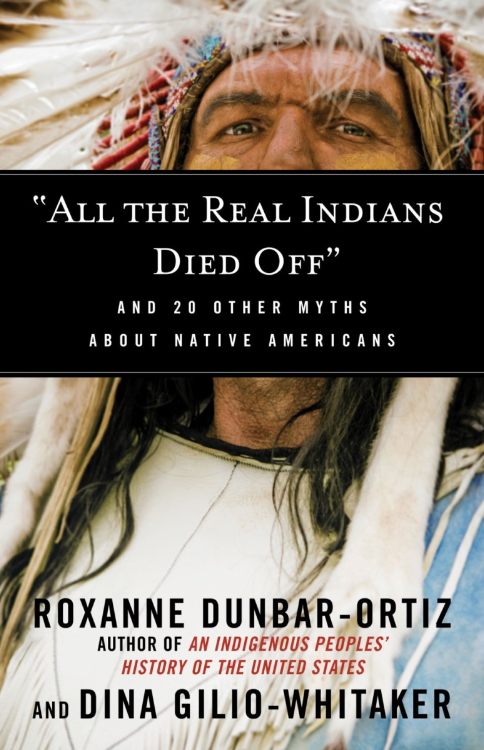 “All the Real Indians
Died Off”
AND 20 OTHER MYTHS
ABOUT NATIVE AMERICANS
ROXANNE DUNBAR-ORTIZ
AUTHOR OF AN INDIGENOUS PEOPLES’
HISTORY OF THE UNITED STATES
AND DINA GILIO-WHITAKER